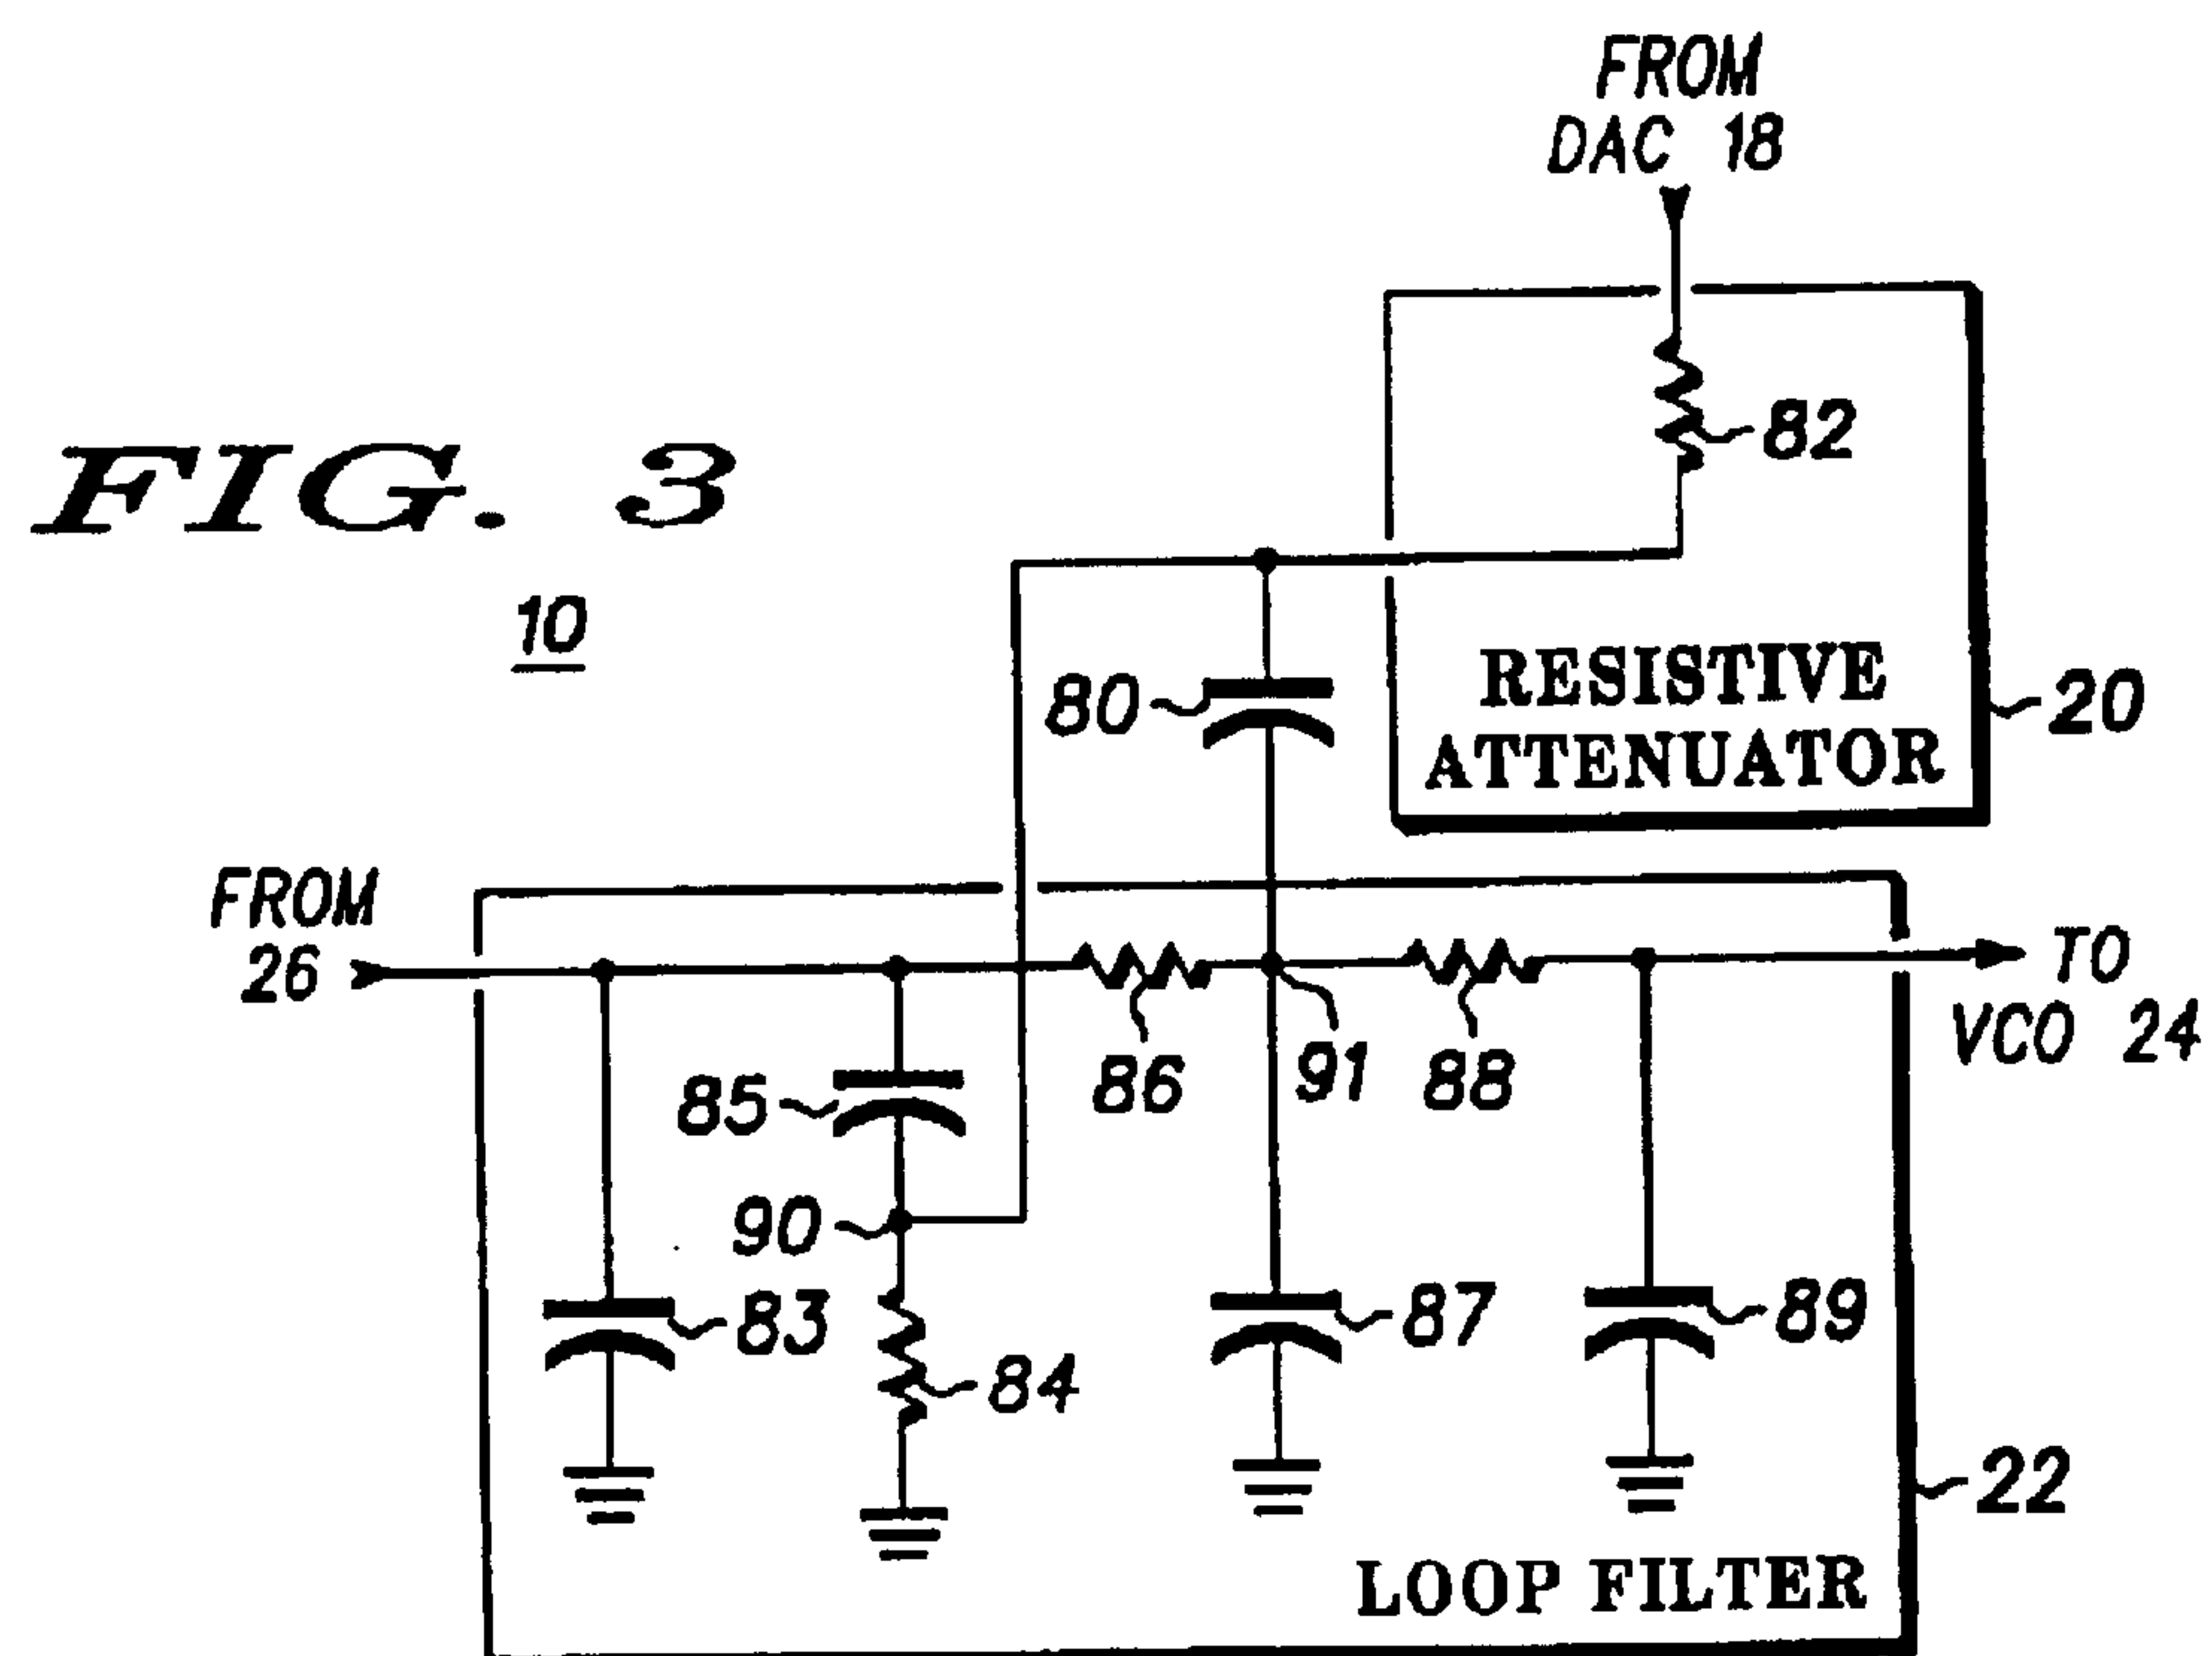 FROM
DAC 18
82
FIG. 3
10
80
RESISTIVE
ATTENUATOR
20
FROM
26
TO
VCO 24
86
91
88
85
90
83
84
87
89
22
LOOP FILTER